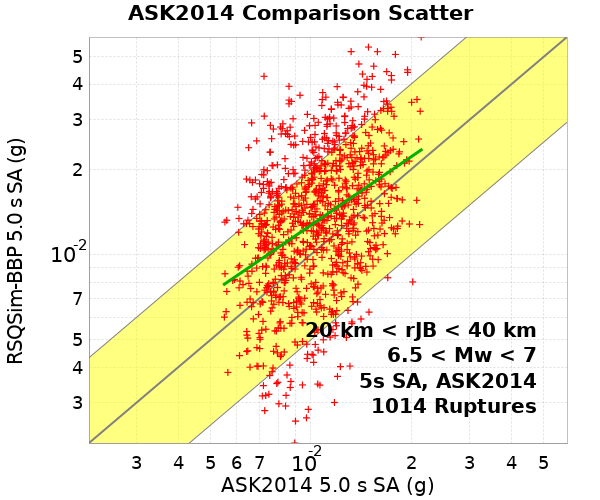 ASK2014 Comparison Scatter
RSQSim-BBP 5.0 s SA (g)
5
4
3
2
10-2
7
5
4
3
20 km < rJB < 40 km
6.5 < Mw < 7
5s SA, ASK2014
1014 Ruptures
3 4 5 6 7 10-2 2 3 4 5
ASK2014 5.0 s SA (g)